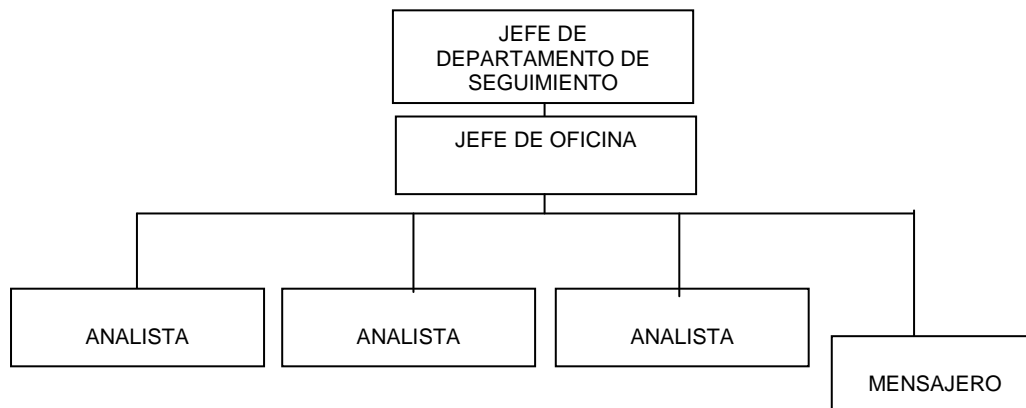 JEFE DE
DEPARTAMENTO DE
SEGUIMIENTO
JEFE DE OFICINA
ANALISTA
ANALISTA
ANALISTA
MENSAJERO